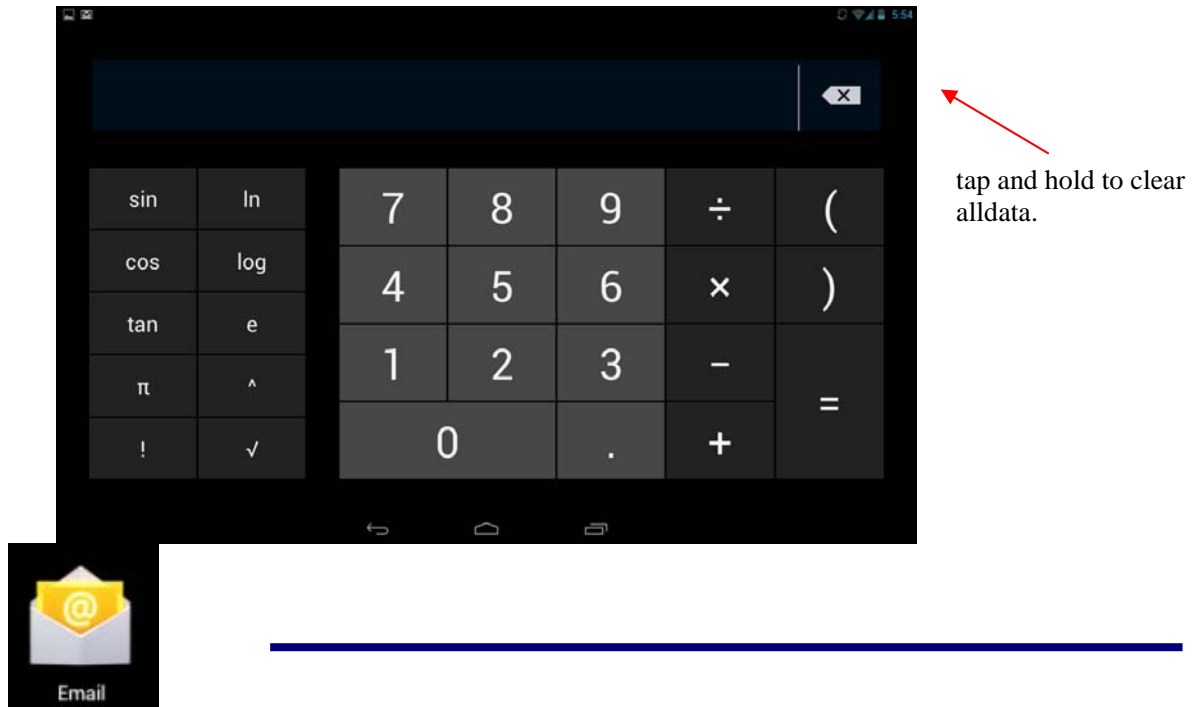 5:54
tap and hold to clear
alldata.
sin ln 7 8 9 ÷ (
cos log 4 5 6 × )
tan e 1 2 3 −
π ^ =
! √ 0 . +
@
Email